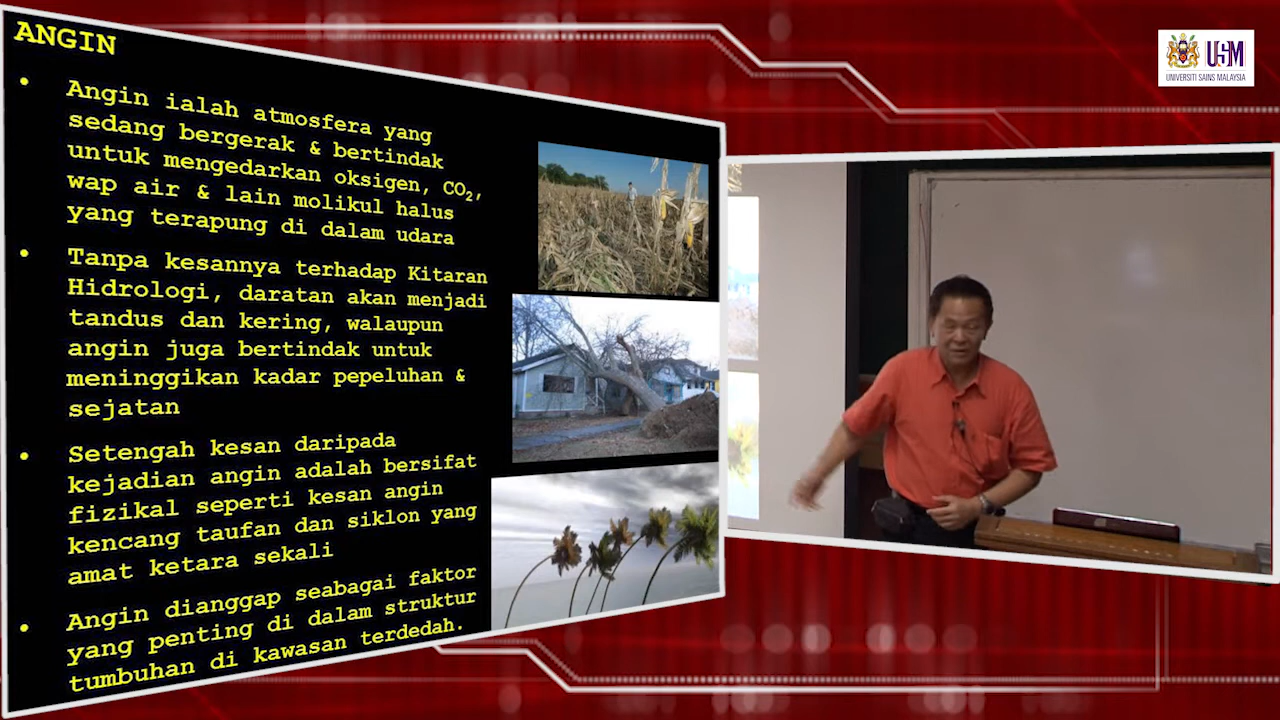 ANGIN
• Angin ialah atmosfera yang
sedang bergerak & bertindak
untuk mengedarkan oksigen, CO₂,
wap air & lain molikul halus
yang terapung di dalam udara
• Tanpa kesannya terhadap Kitaran
Hidrologi, daratan akan menjadi
tandus dan kering, walaupun
angin juga bertindak untuk
meninggikan kadar pepeluhan &
sejatan
• Setengah kesan daripada
kejadian angin adalah bersifat
fizikal seperti kesan angin
kencang taufan dan siklon yang
amat ketara sekali
• Angin dianggap seabagai faktor
yang penting di dalam struktur
tumbuhan di kawasan terdedah.
USM
UNIVERSITI SAINS MALAYSIA